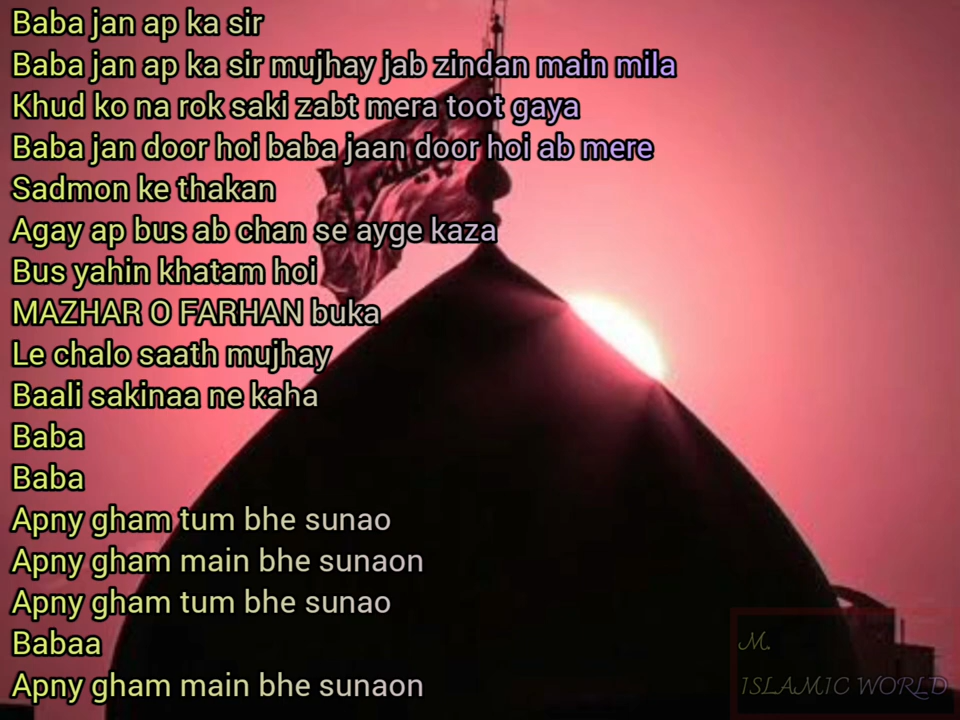 Baba jan ap ka sir
Baba jan ap ka sir mujhay jab zindan main mila
Khud ko na rok saki zabt mera toot gaya
Baba jan door hoi baba jaan door hoi ab mere
Sadmon ke thakan
Agay ap bus ab chan se ayge kaza
Bus yahin khatam hoi
MAZHAR O FARHAN buka
Le chalo saath mujhay
Baali sakinaa ne kaha
Baba
Baba
Apny gham tum bhe sunao
Apny gham main bhe sunaon
Apny gham tum bhe sunao
Babaa
Apny gham main bhe sunaon
M.
ISLAMIC WORLD